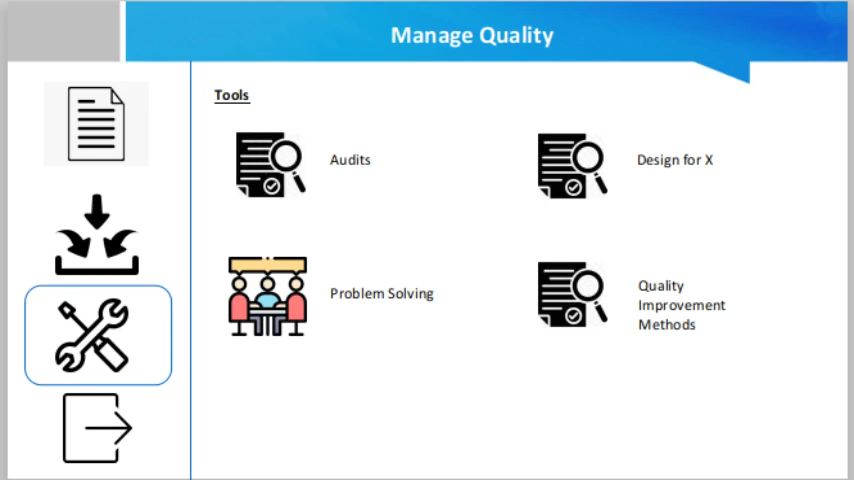 Manage Quality
Tools
Audits
Design for X
Problem Solving
Quality
Improvement
Methods